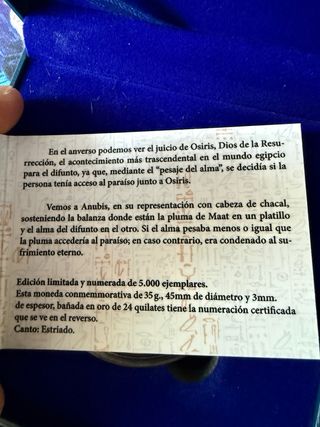 En el anverso podemos ver el juicio de Osiris, Dios de la Resu-
rrección, el acontecimiento más trascendental en el mundo egipcio
para el difunto, ya que, mediante el "pesaje del alma", se decidía si la
persona tenía acceso al paraíso junto a Osiris.
Vemos a Anubis, en su representación con cabeza de chacal,
sosteniendo la balanza donde están la pluma de Maat en un platillo
y el alma del difunto en el otro. Si el alma pesaba menos o igual que
la pluma accedería al paraíso; en caso contrario, era condenado al su-
frimiento eterno.
Edición limitada y numerada de 5.000 ejemplares.
Esta moneda conmemorativa de 35 g., 45mm de diámetro y 3mm.
de espesor, bañada en oro de 24 quilates tiene la numeración certificada
que se ve en el reverso.
Canto: Estriado.